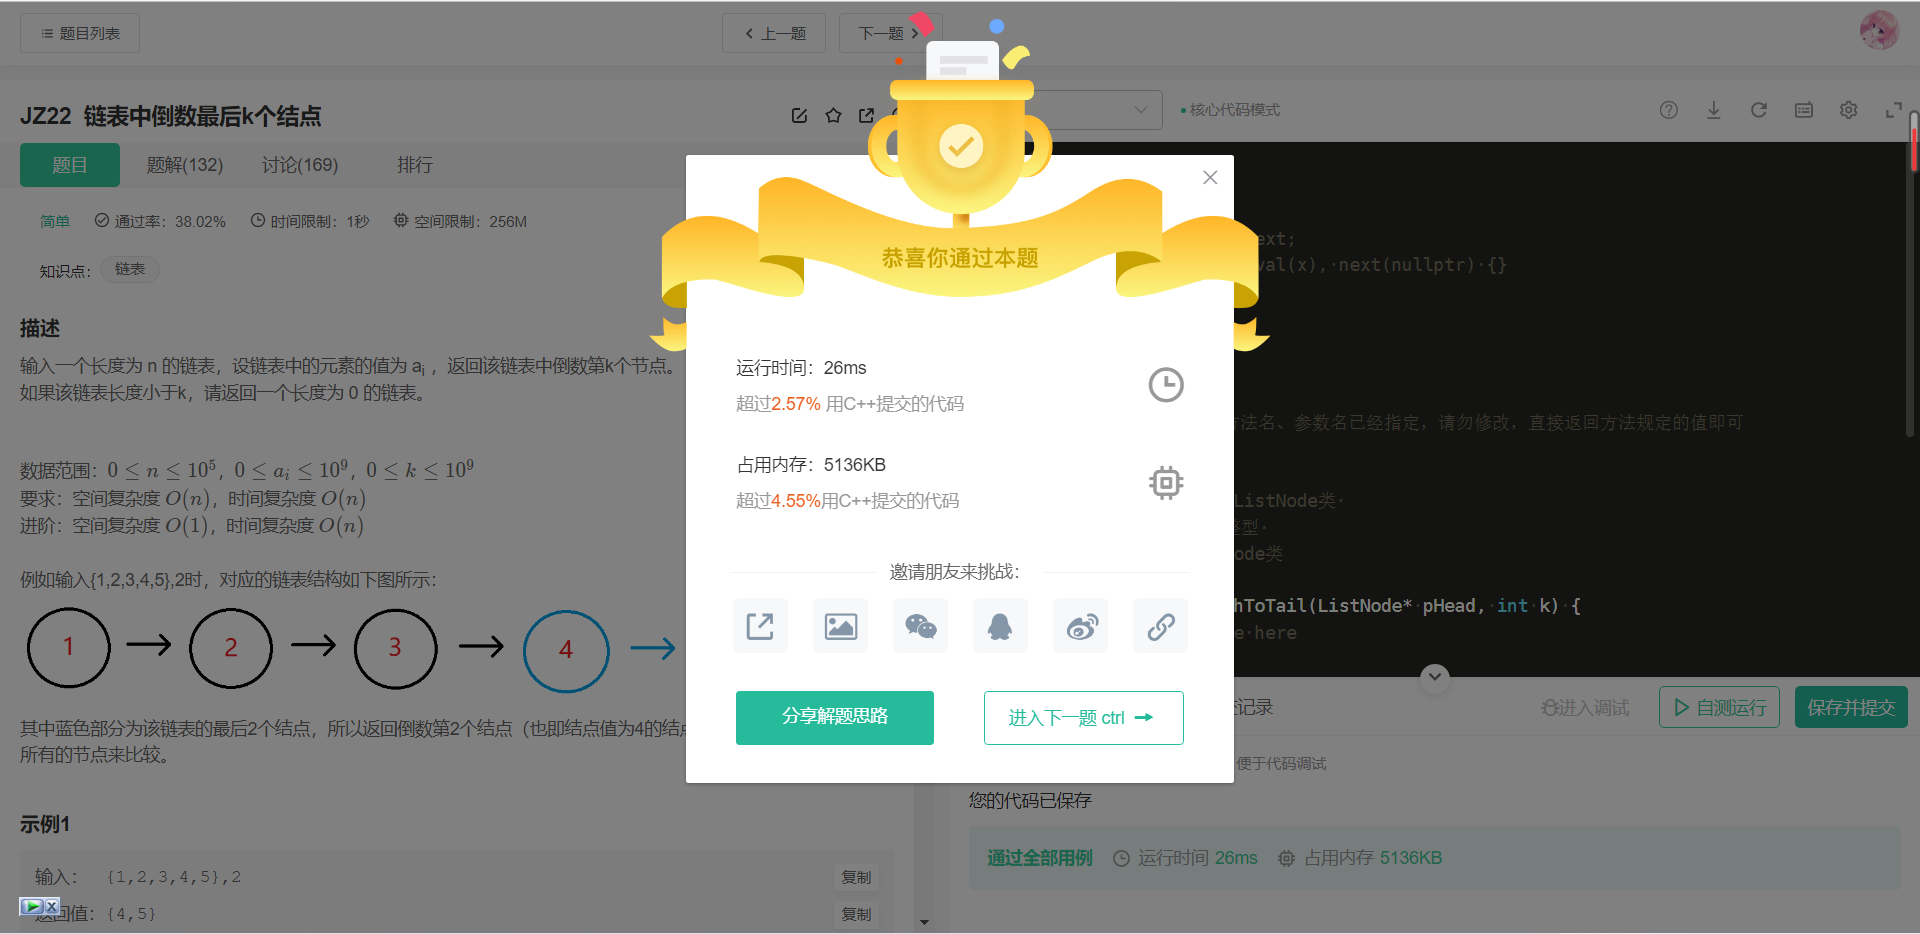 题目列表
上一题
下一题
JZ22 链表中倒数最后k个结点
核心代码模式
题目
题解(132)
讨论(169)
排行
简单
通过率：38.02%
时间限制：1秒
空间限制：256M
知识点：
链表
描述
输入一个长度为 n 的链表，设链表中的元素的值为 ai ，返回该链表中倒数第k个节点。
如果该链表长度小于k，请返回一个长度为 0 的链表。
数据范围：0 ≤ n ≤ 10^5，0 ≤ ai ≤ 10^9，0 ≤ k ≤ 10^9
要求：空间复杂度 O(n)，时间复杂度 O(n)
进阶：空间复杂度 O(1)，时间复杂度 O(n)
例如输入{1,2,3,4,5},2时，对应的链表结构如下图所示：
1
2
3
4
其中蓝色部分为该链表的最后2个结点，所以返回倒数第2个结点（也即结点值为4的结
所有的节点来比较。
示例1
输入：
{1,2,3,4,5},2
复制
返回值：
{4,5}
复制
恭喜你通过本题
运行时间：26ms
超过2.57% 用C++提交的代码
占用内存：5136KB
超过4.55%用C++提交的代码
邀请朋友来挑战：
分享解题思路
进入下一题 ctrl
ext;
val(x), next(nullptr) {}
法名、参数名已经指定，请勿修改，直接返回方法规定的值即可
ListNode类
整型
ode类
hToTail(ListNode* pHead, int k) {
e here
记录
进入调试
自测运行
保存并提交
便于代码调试
您的代码已保存
通过全部用例
运行时间 26ms
占用内存 5136KB